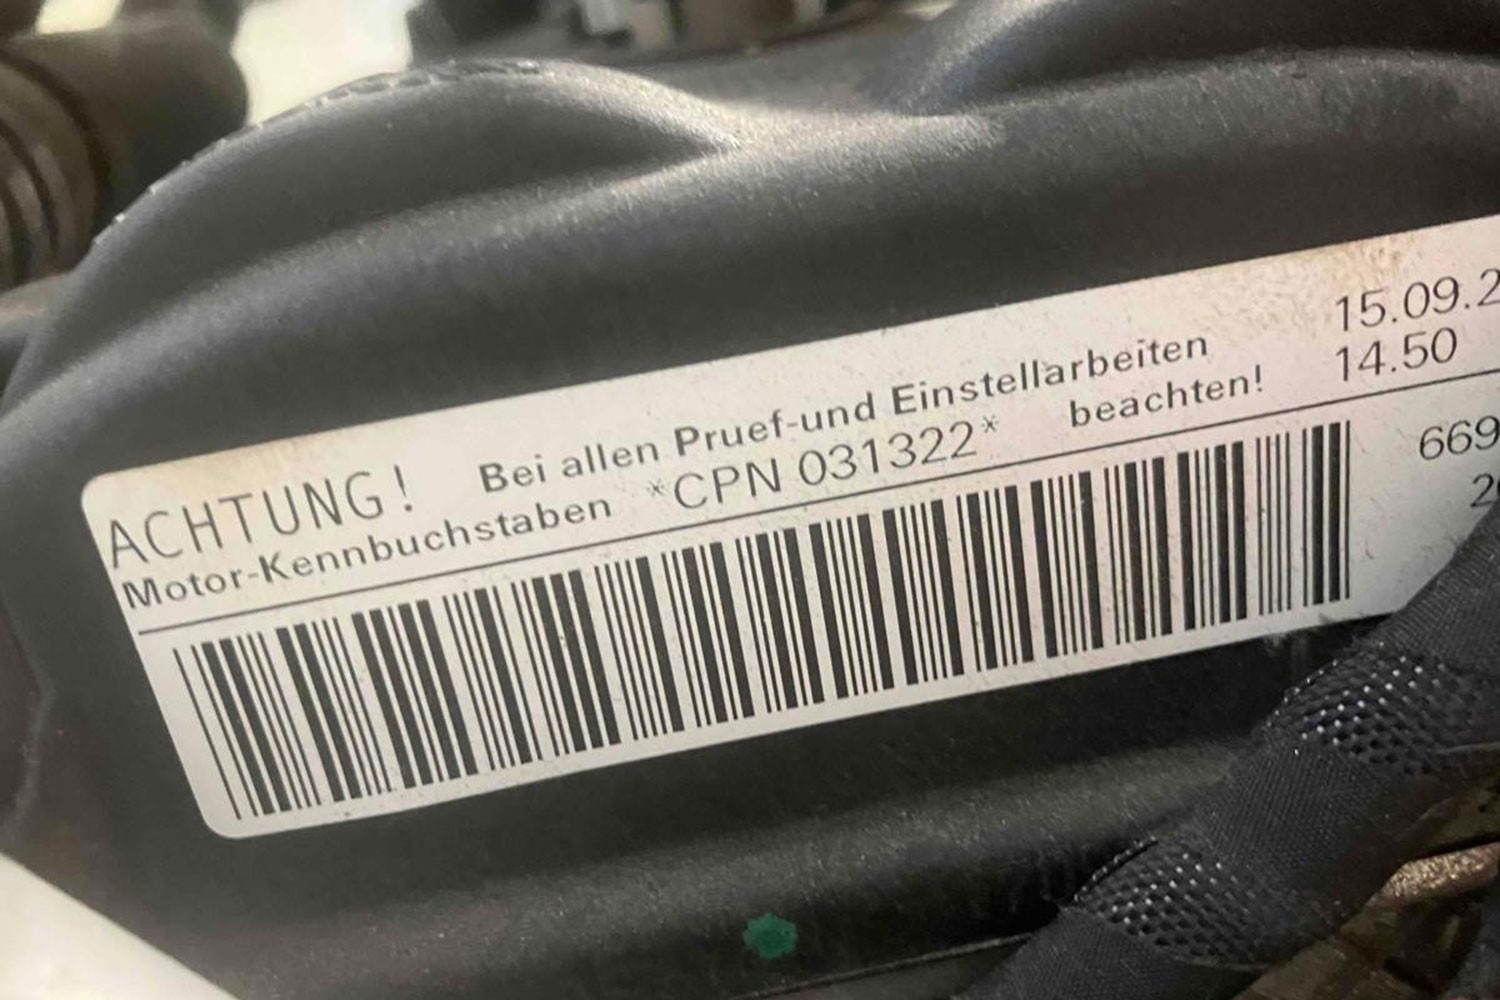 ACHTUNG! Bei allen Pruef-und Einstellarbeiten 15.09.2
Motor-Kennbuchstaben *CPN 031322* beachten! 14.50
669